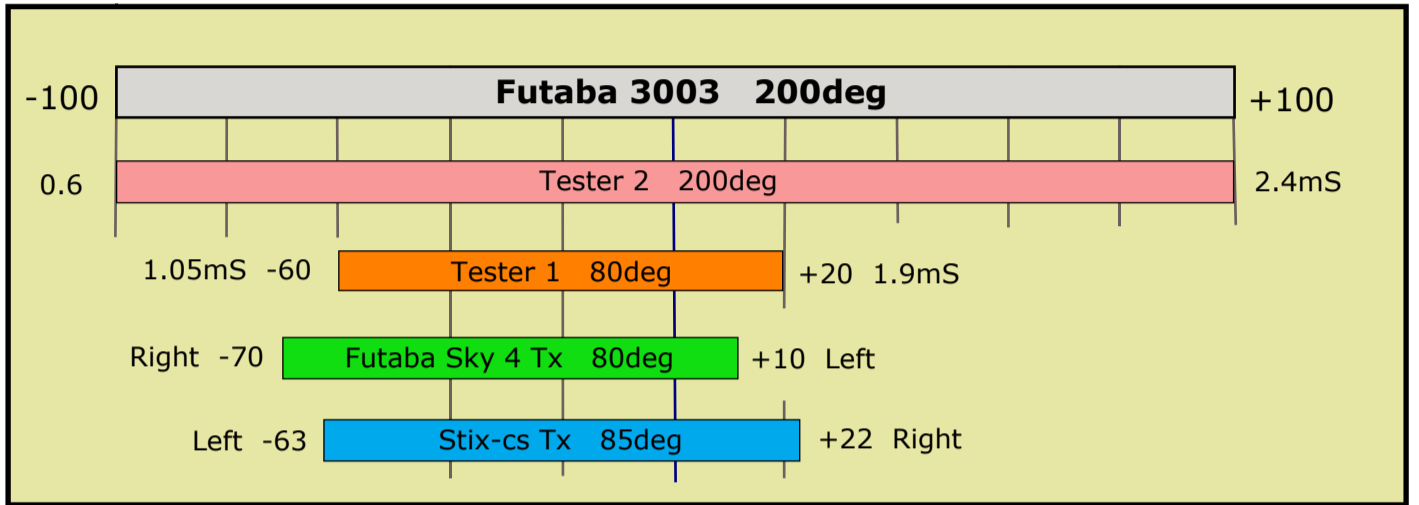 -100 Futaba 3003 200deg +100
0.6 Tester 2 200deg 2.4mS
1.05mS -60 Tester 1 80deg +20 1.9mS
Right -70 Futaba Sky 4 Tx 80deg +10 Left
Left -63 Stix-cs Tx 85deg +22 Right